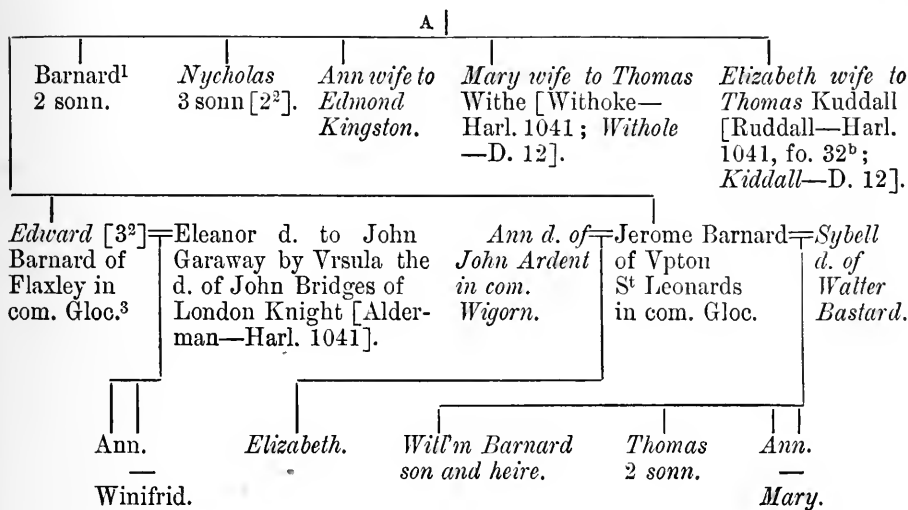 A
Barnard¹
2 sonn.
Nycholas
3 sonn [2²].
Ann wife to
Edmond
Kingston.
Mary wife to Thomas
Withe [Withoke—
Harl. 1041; Withole
—D. 12].
Elizabeth wife to
Thomas Kuddall
[Ruddall—Harl.
1041, fo. 32ᵇ;
Kiddall—D. 12].
Edward [3²]
Barnard of
Flaxley in
com. Gloc.³
Eleanor d. to John
Garaway by Vrsula the
d. of John Bridges of
London Knight [Alder-
man—Harl. 1041].
Ann d. of
John Ardent
in com.
Wigorn.
Jerome Barnard
of Vpton
Sᵗ Leonards
in com. Gloc.
Sybell
d. of
Walter
Bastard.
Ann.
—
Winifrid.
Elizabeth.
Will'm Barnard
son and heire.
Thomas
2 sonn.
Ann.
—
Mary.